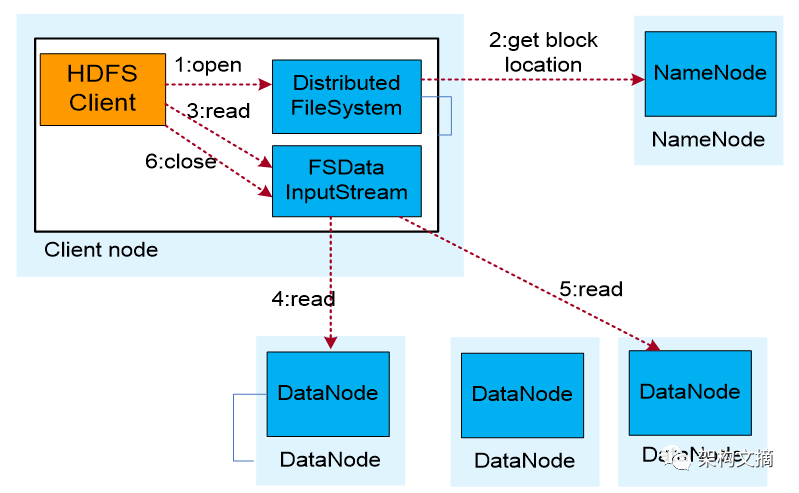 HDFS
Client
1:open
Distributed
FileSystem
2:get block
location
NameNode
NameNode
3:read
6:close
FSData
InputStream
Client node
4:read
5:read
DataNode
DataNode
DataNode
DataNode
DataNode
DataNode
架构文摘